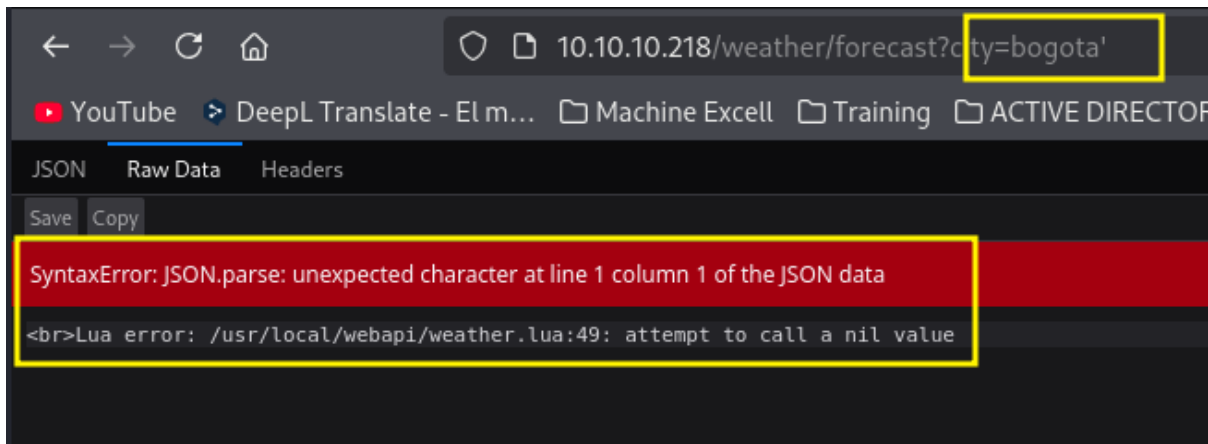 10.10.10.218/weather/forecast?city=bogota'
YouTube DeepL Translate - El m... Machine Excell Training ACTIVE DIRECTOR
JSON Raw Data Headers
Save Copy
SyntaxError: JSON.parse: unexpected character at line 1 column 1 of the JSON data
<br>Lua error: /usr/local/webapi/weather.lua:49: attempt to call a nil value